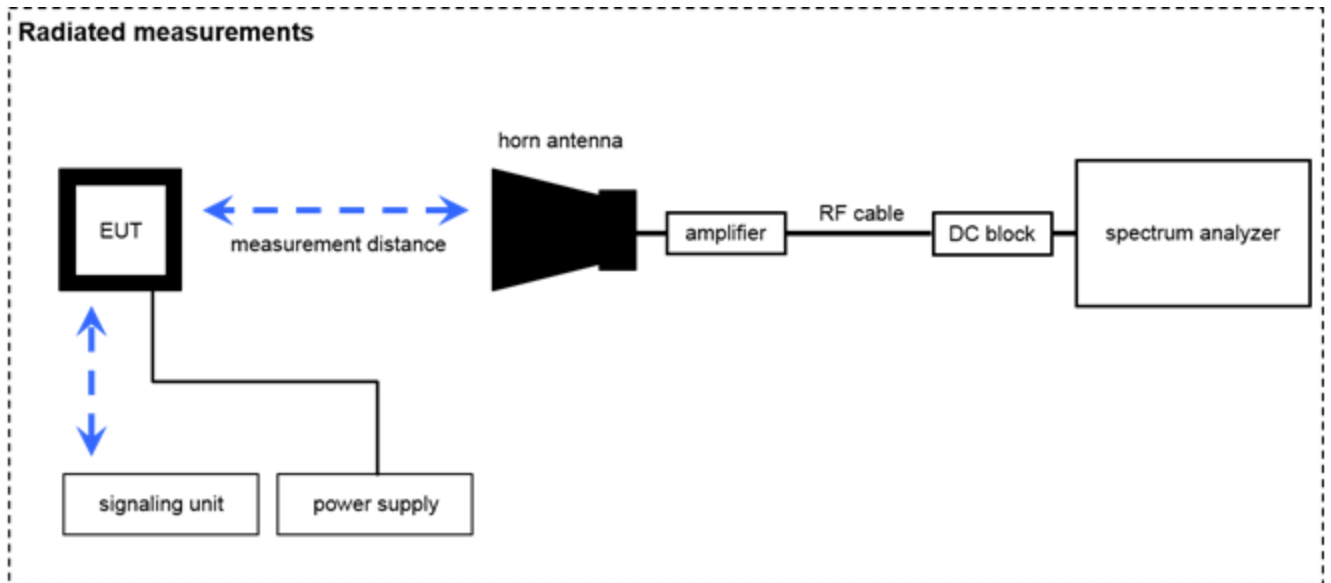 Radiated measurements
horn antenna
EUT
measurement distance
amplifier
RF cable
DC block
spectrum analyzer
signaling unit
power supply